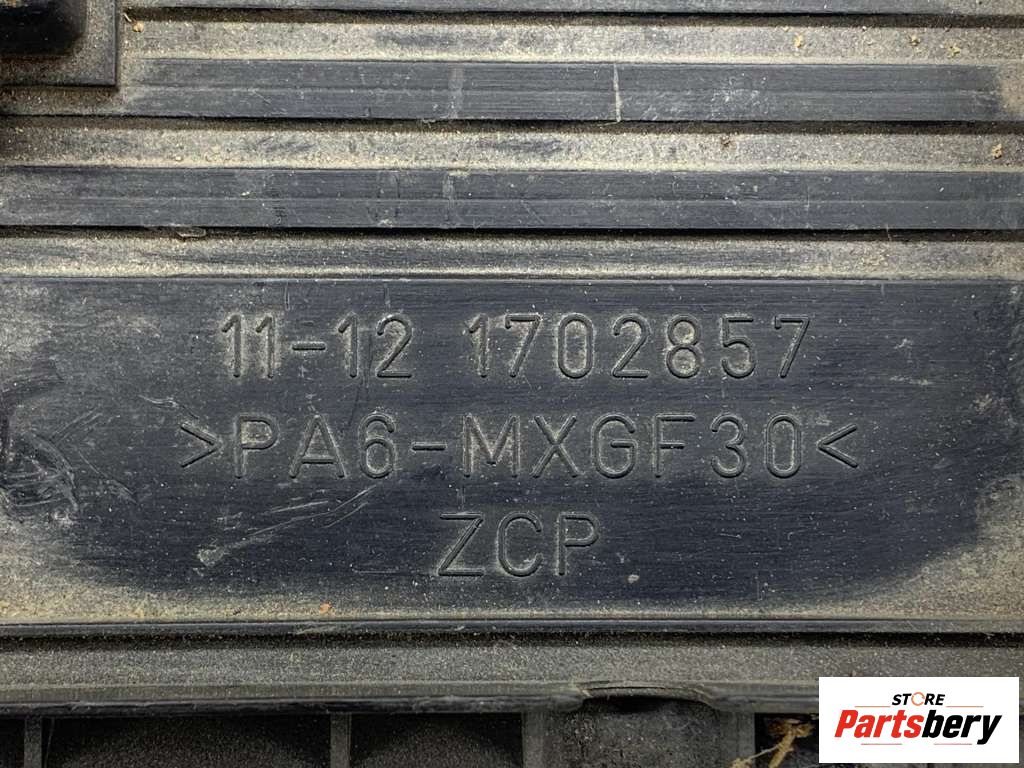 11-12 1702857
>PA6-MXGF30<
ZCP
STORE
Partsbery